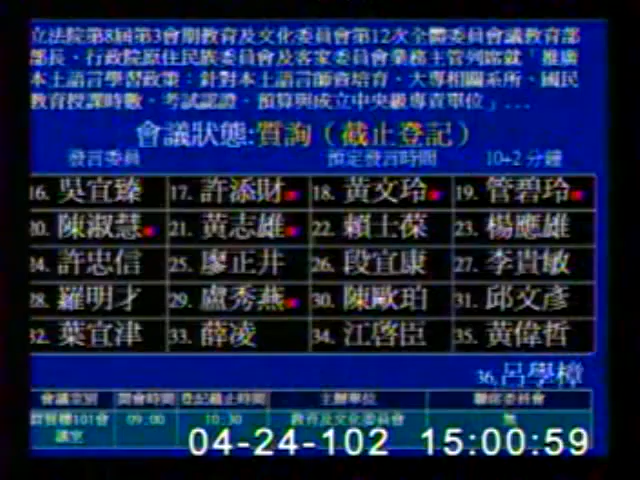 立法院第8屆第3會期教育及文化委員會第12次全體委員會議教育部
部長、行政院原住民族委員會及客家委員會業務主管列席就「推廣
本土語言學習政策：針對本土語言師資培育、大專相關系所、國民
教育授課時數、考試認證、預算與成立中央級專責單位」...
會議狀態:質詢（截止登記）
發言委員 預定發言時間 10+2 分鐘
16. 吳宜臻 17. 許添財 18. 黃文玲 19. 管碧玲
20. 陳淑慧 21. 黃志雄 22. 賴士葆 23. 楊應雄
24. 許忠信 25. 廖正井 26. 段宜康 27. 李貴敏
28. 羅明才 29. 盧秀燕 30. 陳歐珀 31. 邱文彥
32. 葉宜津 33. 薛凌 34. 江啓臣 35. 黃偉哲
36.呂學樟
會議室別 開會時間 登記截止時間 主辦單位 聯席委員會
群賢樓101會 09:00 10:30 教育及文化委員會 無
議室
04-24-102 15:00:59